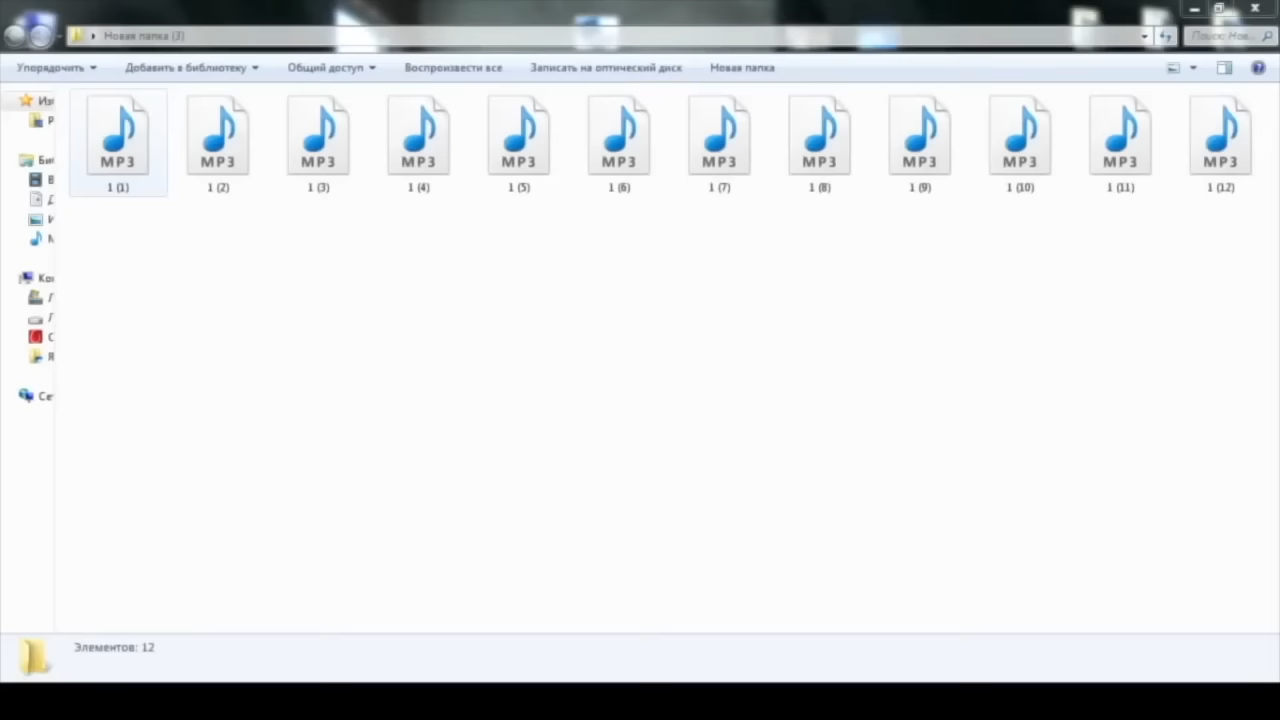 Новая папка (3)
Поиск: Нов...
Упорядочить Добавить в библиотеку Общий доступ Воспроизвести все Записать на оптический диск Новая папка
MP3 MP3 MP3 MP3 MP3 MP3 MP3 MP3 MP3 MP3 MP3 MP3
1 (1) 1 (2) 1 (3) 1 (4) 1 (5) 1 (6) 1 (7) 1 (8) 1 (9) 1 (10) 1 (11) 1 (12)
Элементов: 12